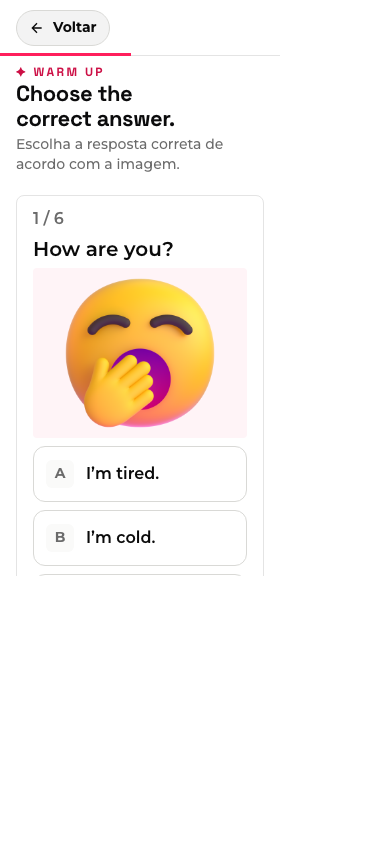 Voltar
WARM UP
Choose the
correct answer.
Escolha a resposta correta de
acordo com a imagem.
1 / 6
How are you?
A I’m tired.
B I’m cold.